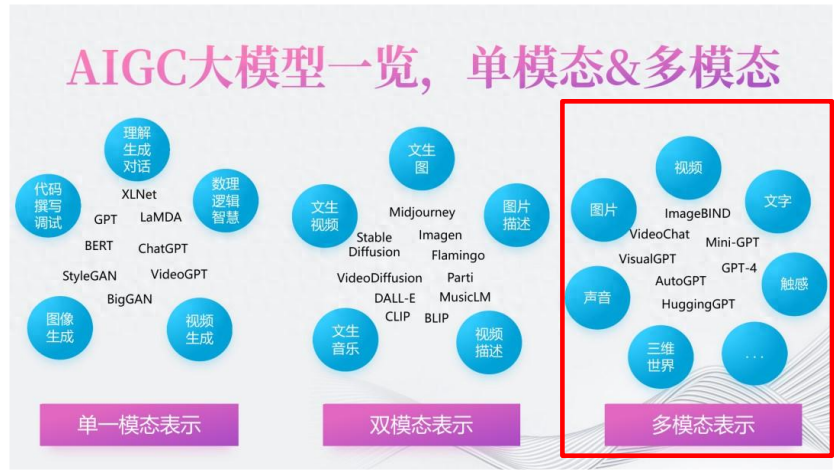 AIGC大模型一览，单模态&多模态
理解
生成
对话
代码
撰写
调试
数理
逻辑
智慧
XLNet
GPT
LaMDA
BERT
ChatGPT
StyleGAN
VideoGPT
BigGAN
图像
生成
视频
生成
单一模态表示
文生
图
文生
视频
图片
描述
Midjourney
Stable
Diffusion
Imagen
Flamingo
VideoDiffusion
Parti
DALL-E
MusicLM
CLIP
BLIP
文生
音乐
视频
描述
双模态表示
视频
图片
文字
ImageBIND
VideoChat
Mini-GPT
VisualGPT
GPT-4
AutoGPT
HuggingGPT
声音
触感
三维
世界
...
多模态表示